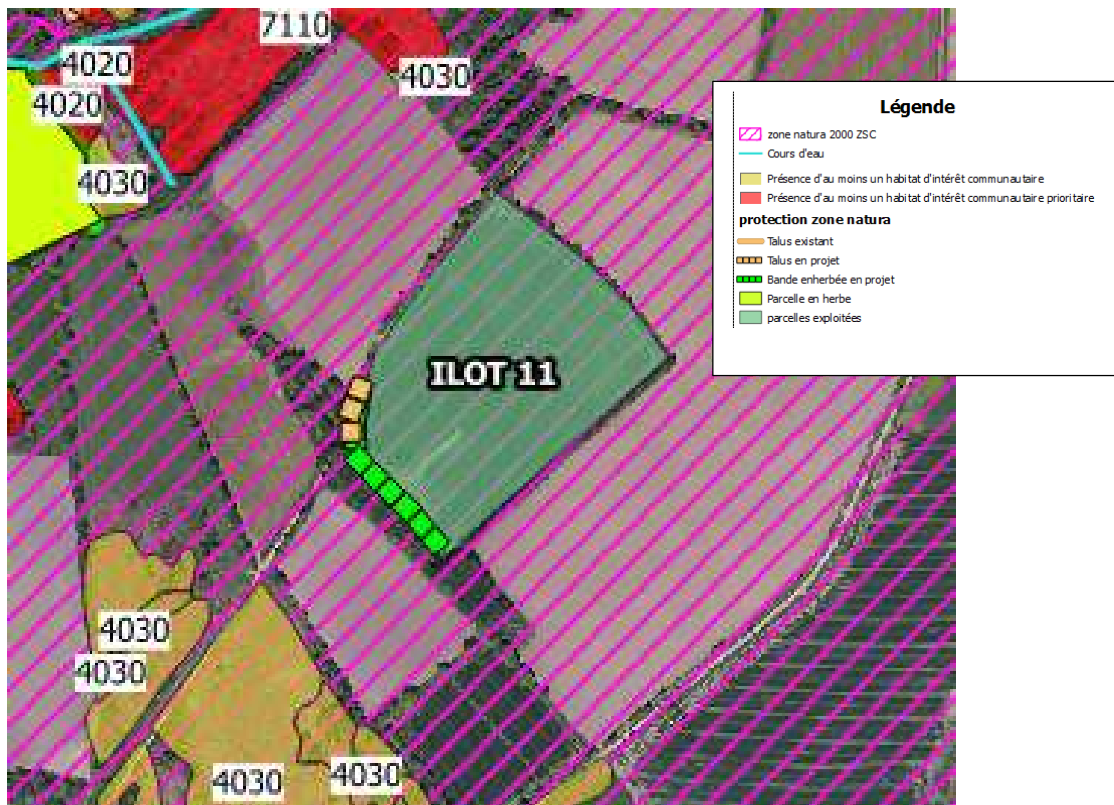 7110
4020
4030
4020
4030
ILOT 11
4030
4030
4030
4030
Légende
zone natura 2000 ZSC
Cours d'eau
Présence d'au moins un habitat d'intérêt communautaire
Présence d'au moins un habitat d'intérêt communautaire prioritaire
protection zone natura
Talus existant
Talus en projet
Bande enherbée en projet
Parcelle en herbe
parcelles exploitées